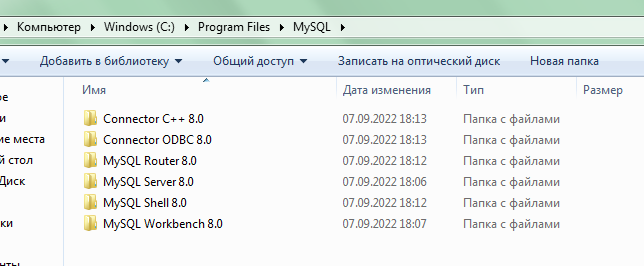 Компьютер Windows (C:) Program Files MySQL
Добавить в библиотеку Общий доступ Записать на оптический диск Новая папка
Имя Дата изменения Тип Размер
Connector C++ 8.0 07.09.2022 18:13 Папка с файлами
Connector ODBC 8.0 07.09.2022 18:13 Папка с файлами
MySQL Router 8.0 07.09.2022 18:12 Папка с файлами
MySQL Server 8.0 07.09.2022 18:06 Папка с файлами
MySQL Shell 8.0 07.09.2022 18:12 Папка с файлами
MySQL Workbench 8.0 07.09.2022 18:07 Папка с файлами
места
стол
Диск